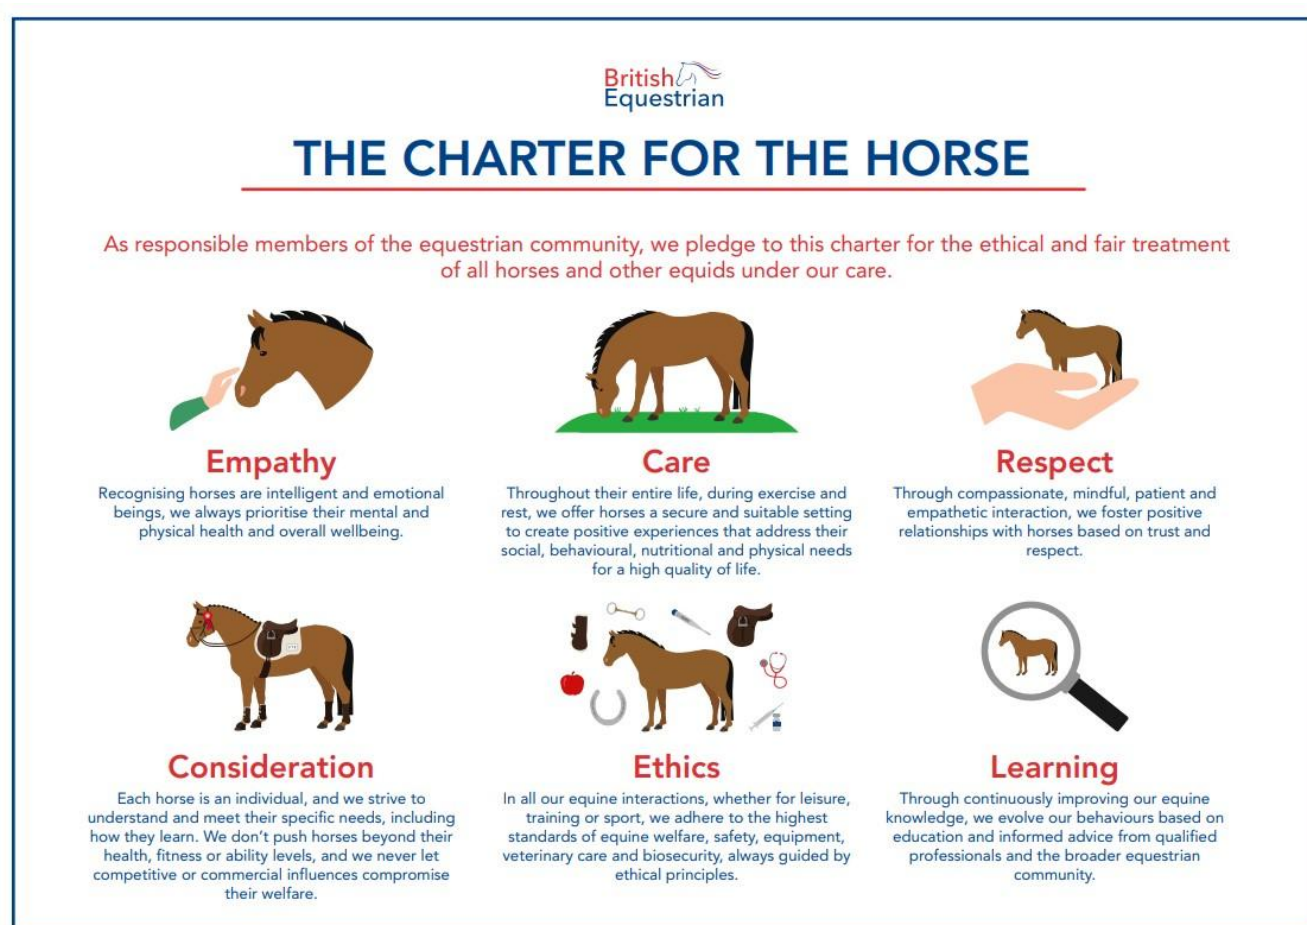 British
Equestrian
THE CHARTER FOR THE HORSE
As responsible members of the equestrian community, we pledge to this charter for the ethical and fair treatment
of all horses and other equids under our care.
Empathy
Recognising horses are intelligent and emotional
beings, we always prioritise their mental and
physical health and overall wellbeing.
Care
Throughout their entire life, during exercise and
rest, we offer horses a secure and suitable setting
to create positive experiences that address their
social, behavioural, nutritional and physical needs
for a high quality of life.
Respect
Through compassionate, mindful, patient and
empathetic interaction, we foster positive
relationships with horses based on trust and
respect.
Consideration
Each horse is an individual, and we strive to
understand and meet their specific needs, including
how they learn. We don't push horses beyond their
health, fitness or ability levels, and we never let
competitive or commercial influences compromise
their welfare.
Ethics
In all our equine interactions, whether for leisure,
training or sport, we adhere to the highest
standards of equine welfare, safety, equipment,
veterinary care and biosecurity, always guided by
ethical principles.
Learning
Through continuously improving our equine
knowledge, we evolve our behaviours based on
education and informed advice from qualified
professionals and the broader equestrian
community.